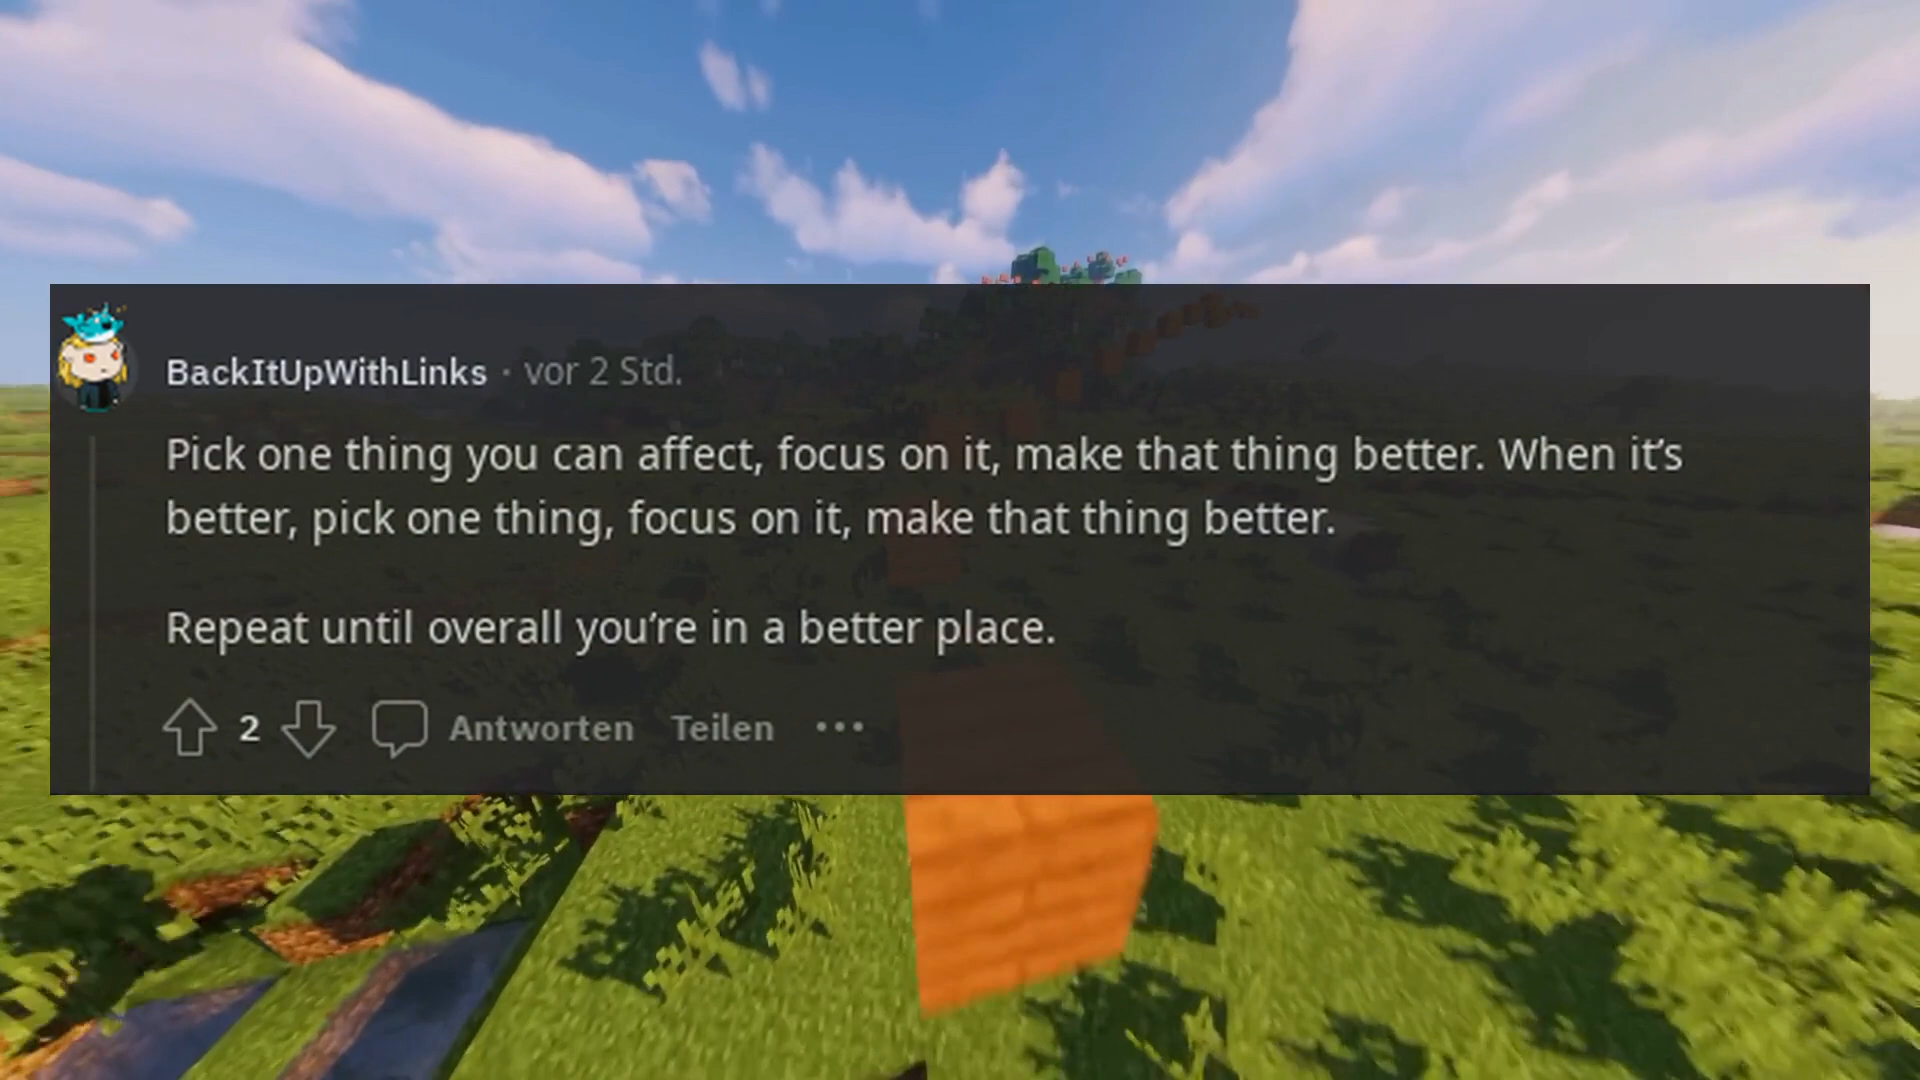 BackItUpWithLinks · vor 2 Std.
Pick one thing you can affect, focus on it, make that thing better. When it’s
better, pick one thing, focus on it, make that thing better.
Repeat until overall you’re in a better place.
2 Antworten Teilen •••